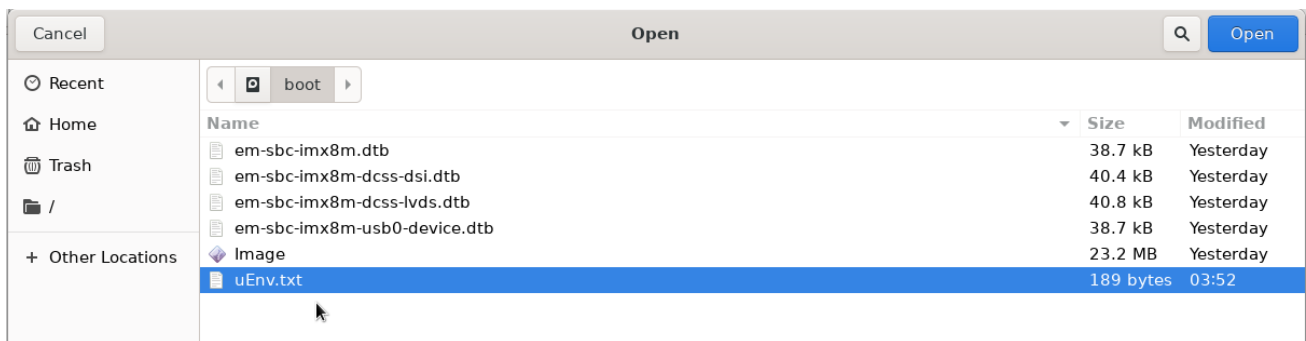 Cancel Open Open
Recent
boot
Home
Name Size Modified
em-sbc-imx8m.dtb 38.7 kB Yesterday
Trash
em-sbc-imx8m-dcss-dsi.dtb 40.4 kB Yesterday
em-sbc-imx8m-dcss-lvds.dtb 40.8 kB Yesterday
/
em-sbc-imx8m-usb0-device.dtb 38.7 kB Yesterday
+ Other Locations
Image 23.2 MB Yesterday
uEnv.txt 189 bytes 03:52